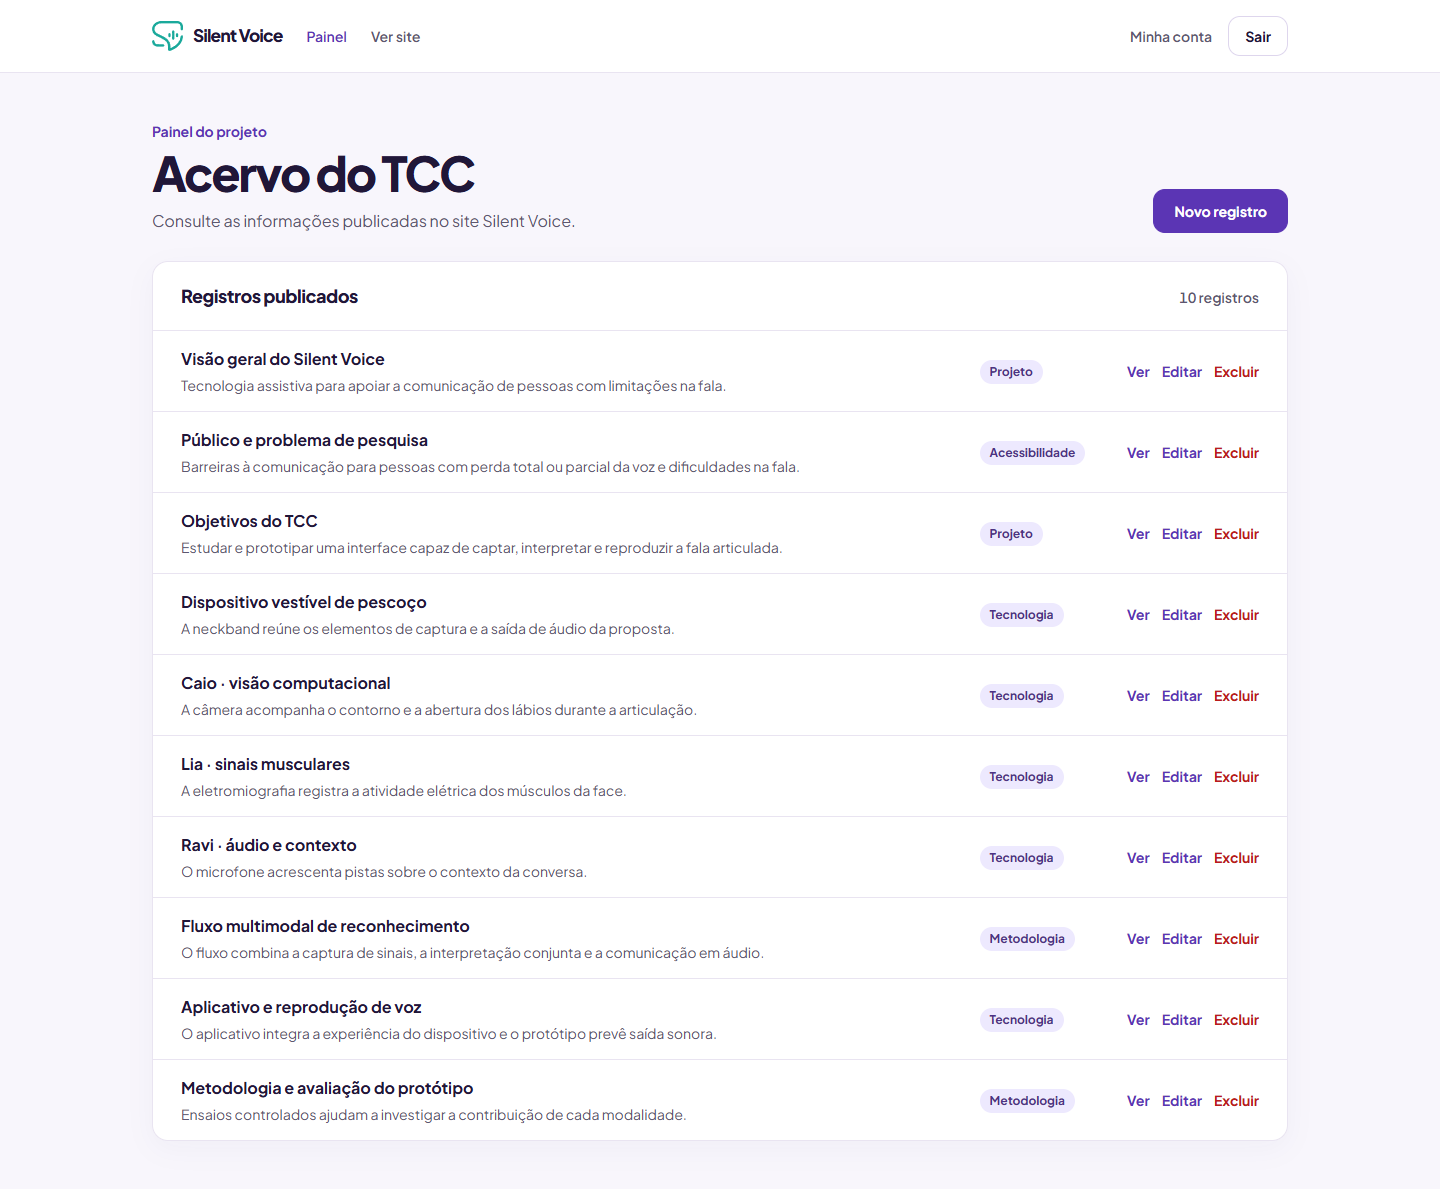 Silent Voice Painel Ver site Minha conta Sair
Painel do projeto
Acervo do TCC
Consulte as informações publicadas no site Silent Voice.
Novo registro
Registros publicados 10 registros
Visão geral do Silent Voice
Tecnologia assistiva para apoiar a comunicação de pessoas com limitações na fala.
Projeto Ver Editar Excluir
Público e problema de pesquisa
Barreiras à comunicação para pessoas com perda total ou parcial da voz e dificuldades na fala.
Acessibilidade Ver Editar Excluir
Objetivos do TCC
Estudar e prototipar uma interface capaz de captar, interpretar e reproduzir a fala articulada.
Projeto Ver Editar Excluir
Dispositivo vestível de pescoço
A neckband reúne os elementos de captura e a saída de áudio da proposta.
Tecnologia Ver Editar Excluir
Caio · visão computacional
A câmera acompanha o contorno e a abertura dos lábios durante a articulação.
Tecnologia Ver Editar Excluir
Lia · sinais musculares
A eletromiografia registra a atividade elétrica dos músculos da face.
Tecnologia Ver Editar Excluir
Ravi · áudio e contexto
O microfone acrescenta pistas sobre o contexto da conversa.
Tecnologia Ver Editar Excluir
Fluxo multimodal de reconhecimento
O fluxo combina a captura de sinais, a interpretação conjunta e a comunicação em áudio.
Metodologia Ver Editar Excluir
Aplicativo e reprodução de voz
O aplicativo integra a experiência do dispositivo e o protótipo prevê saída sonora.
Tecnologia Ver Editar Excluir
Metodologia e avaliação do protótipo
Ensaios controlados ajudam a investigar a contribuição de cada modalidade.
Metodologia Ver Editar Excluir